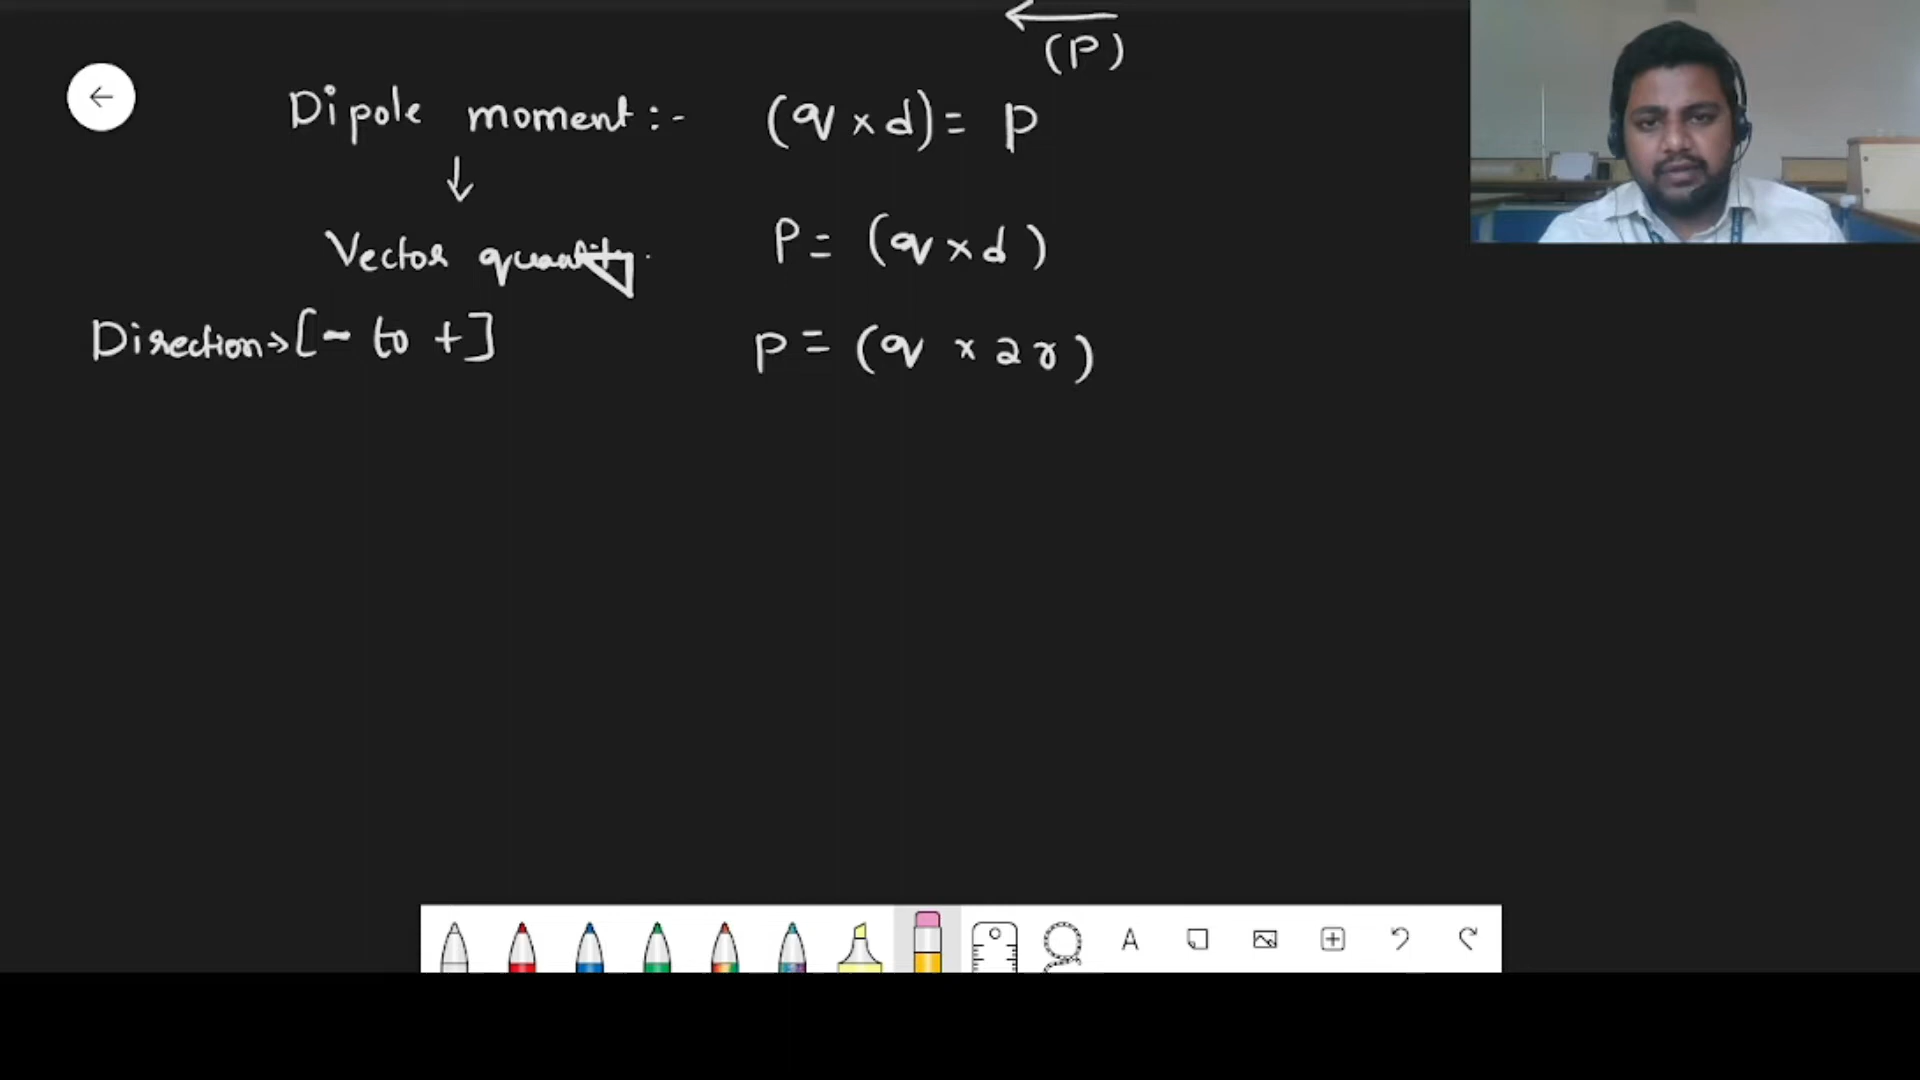 (P)
Dipole moment:- (q × d) = p
Vector quantity. P = (q × d)
Direction → [- to +] p = (q × 2r)
A